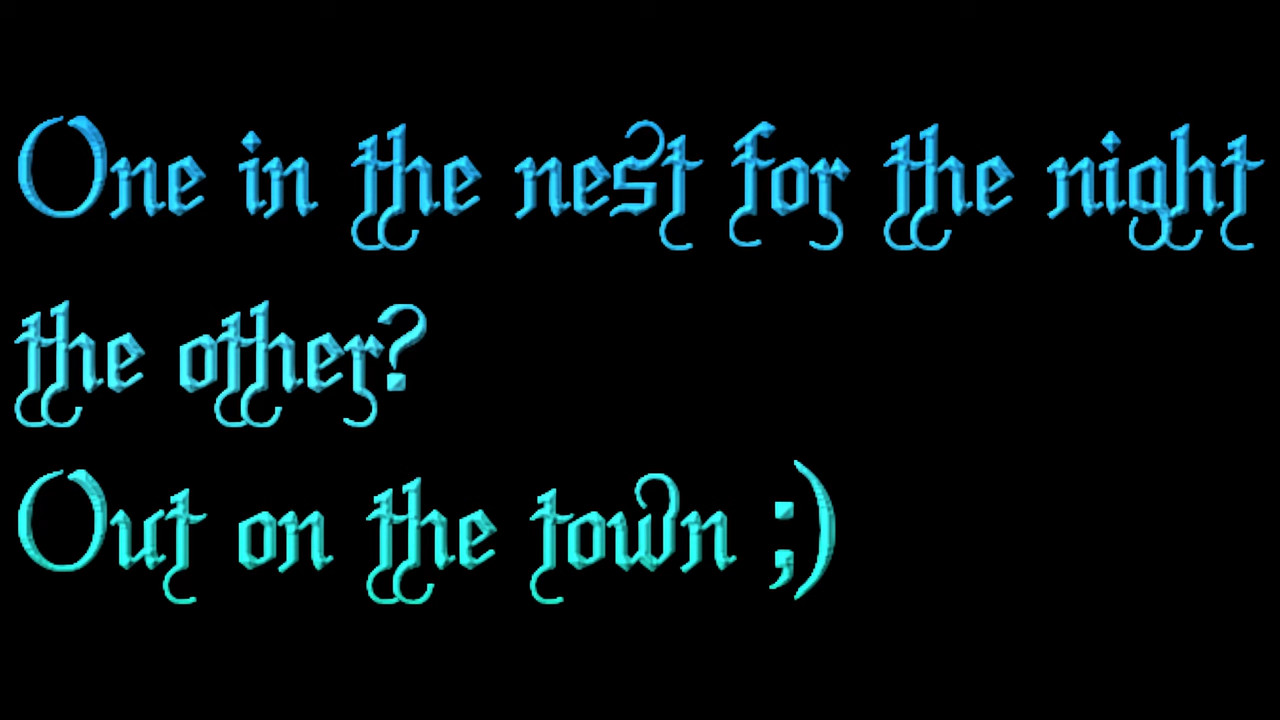 One in the nest for the night
the other?
Out on the town ;)